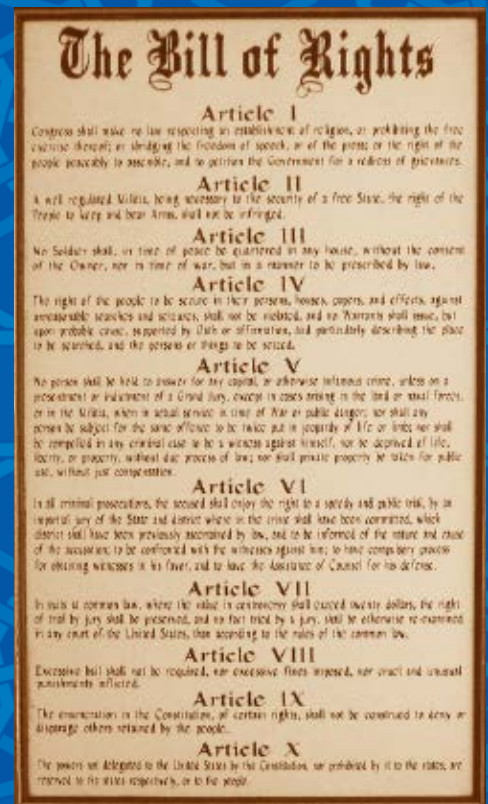 The Bill of Rights
Article I
Congress shall make no law respecting an establishment of religion, or prohibiting the free
exercise thereof; or abridging the freedom of speech, or of the press; or the right of the
people peaceably to assemble, and to petition the Government for a redress of grievances.
Article II
A well regulated Militia, being necessary to the security of a free State, the right of the
People to keep and bear Arms, shall not be infringed.
Article III
No Soldier shall, in time of peace be quartered in any house, without the consent
of the Owner, nor in time of war, but in a manner to be prescribed by law.
Article IV
The right of the people to be secure in their persons, houses, papers, and effects, against
unreasonable searches and seizures, shall not be violated, and no Warrants shall issue, but
upon probable cause, supported by Oath or affirmation, and particularly describing the place
to be searched, and the persons or things to be seized.
Article V
No person shall be held to answer for any capital, or otherwise infamous crime, unless on a
presentment or indictment of a Grand Jury, except in cases arising in the land or naval forces,
or in the Militia, when in actual service in time of War or public danger; nor shall any
person be subject for the same offence to be twice put in jeopardy of life or limb; nor shall
be compelled in any criminal case to be a witness against himself, nor be deprived of life,
liberty, or property, without due process of law; nor shall private property be taken for public
use, without just compensation.
Article VI
In all criminal prosecutions, the accused shall enjoy the right to a speedy and public trial, by an
impartial jury of the State and district where in the crime shall have been committed, which
district shall have been previously ascertained by law, and to be informed of the nature and cause
of the accusation; to be confronted with the witnesses against him; to have compulsory process
for obtaining witnesses in his favor, and to have the Assistance of Counsel for his defense.
Article VII
In suits at common law, where the value in controversy shall exceed twenty dollars, the right
of trial by jury shall be preserved, and no fact tried by a jury, shall be otherwise re-examined
in any court of the United States, than according to the rules of the common law.
Article VIII
Excessive bail shall not be required, nor excessive fines imposed, nor cruel and unusual
punishments inflicted.
Article IX
The enumeration in the Constitution, of certain rights, shall not be construed to deny or
disparage others retained by the people.
Article X
The powers not delegated to the United States by the Constitution, nor prohibited by it to the states, are
reserved to the states respectively, or to the people.